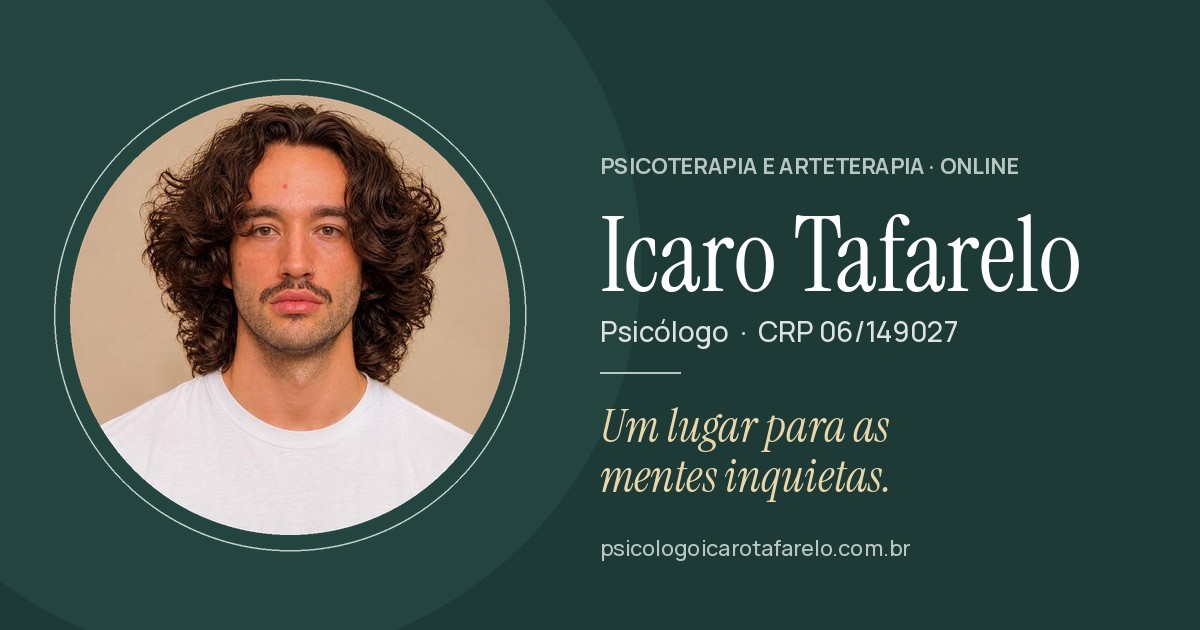 PSICOTERAPIA E ARTETERAPIA · ONLINE
Icaro Tafarelo
Psicólogo · CRP 06/149027
Um lugar para as
mentes inquietas.
psicologoicarotafarelo.com.br